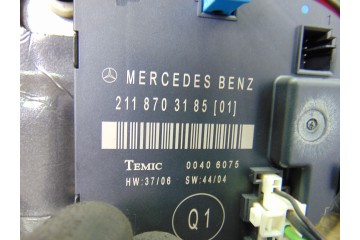 MERCEDES BENZ
211 870 31 85 [01]
TEMIC 0040 6075
HW:37/06 SW:44/04
Q1